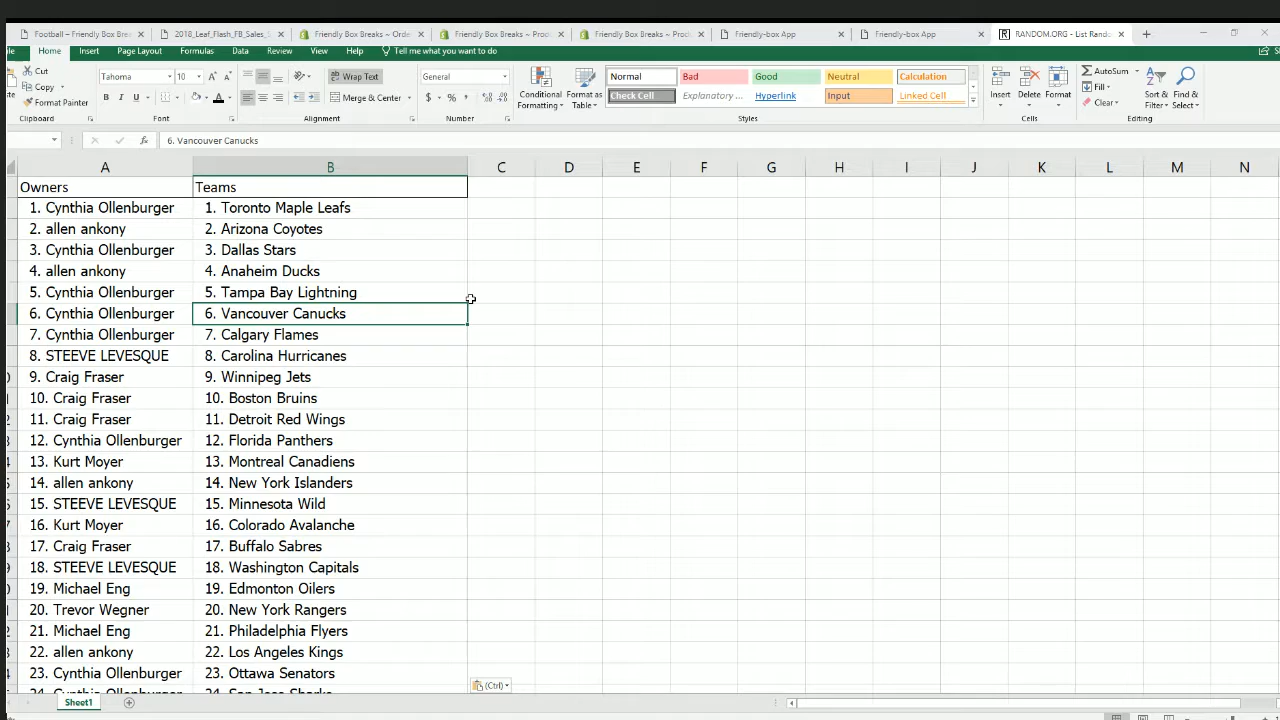 Football – Friendly Box Brea
2018_Leaf_Flash_FB_Sales_S
Friendly Box Breaks ~ Orde
Friendly Box Breaks ~ Prod
Friendly Box Breaks ~ Prod
Friendly-box App
Friendly-box App
RANDOM.ORG - List Rand
Home Insert Page Layout Formulas Data Review View Help Tell me what you want to do
Cut
Copy
Format Painter
Clipboard
Tahoma 10
B I U
Font
Wrap Text
Merge & Center
Alignment
General
$ % ,
Number
Conditional Formatting
Format as Table
Normal Bad Good Neutral Calculation
Check Cell Explanatory ... Hyperlink Input Linked Cell
Styles
Insert Delete Format
Cells
AutoSum
Fill
Clear
Sort & Filter
Find & Select
Editing
fx 6. Vancouver Canucks
A B C D E F G H I J K L M N
Owners Teams
1. Cynthia Ollenburger 1. Toronto Maple Leafs
2. allen ankony 2. Arizona Coyotes
3. Cynthia Ollenburger 3. Dallas Stars
4. allen ankony 4. Anaheim Ducks
5. Cynthia Ollenburger 5. Tampa Bay Lightning
6. Cynthia Ollenburger 6. Vancouver Canucks
7. Cynthia Ollenburger 7. Calgary Flames
8. STEEVE LEVESQUE 8. Carolina Hurricanes
9. Craig Fraser 9. Winnipeg Jets
10. Craig Fraser 10. Boston Bruins
11. Craig Fraser 11. Detroit Red Wings
12. Cynthia Ollenburger 12. Florida Panthers
13. Kurt Moyer 13. Montreal Canadiens
14. allen ankony 14. New York Islanders
15. STEEVE LEVESQUE 15. Minnesota Wild
16. Kurt Moyer 16. Colorado Avalanche
17. Craig Fraser 17. Buffalo Sabres
18. STEEVE LEVESQUE 18. Washington Capitals
19. Michael Eng 19. Edmonton Oilers
20. Trevor Wegner 20. New York Rangers
21. Michael Eng 21. Philadelphia Flyers
22. allen ankony 22. Los Angeles Kings
23. Cynthia Ollenburger 23. Ottawa Senators
24. Cynthia Ollenburger 24. San Jose Sharks
(Ctrl)
Sheet1